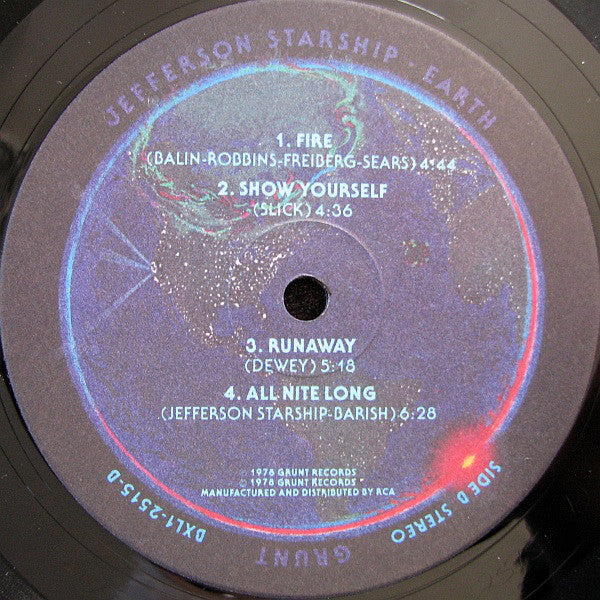 JEFFERSON STARSHIP · EARTH
1. FIRE
(BALIN-ROBBINS-FREIBERG-SEARS) 4:44
2. SHOW YOURSELF
(SLICK) 4:36
3. RUNAWAY
(DEWEY) 5:18
4. ALL NITE LONG
(JEFFERSON STARSHIP-BARISH) 6:28
℗ 1978 GRUNT RECORDS
© 1978 GRUNT RECORDS
MANUFACTURED AND DISTRIBUTED BY RCA
DXL1-2515-B
GRUNT
SIDE B STEREO